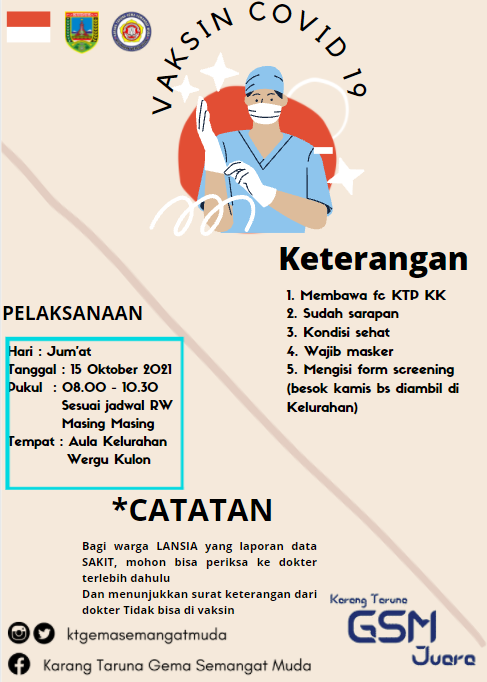 VAKSIN COVID 19
Keterangan
1. Membawa fc KTP KK
2. Sudah sarapan
3. Kondisi sehat
4. Wajib masker
5. Mengisi form screening
(besok kamis bs diambil di
Kelurahan)
PELAKSANAAN
Hari : Jum'at
Tanggal : 15 Oktober 2021
Pukul : 08.00 - 10.30
Sesuai jadwal RW
Masing Masing
Tempat : Aula Kelurahan
Wergu Kulon
*CATATAN
Bagi warga LANSIA yang laporan data
SAKIT, mohon bisa periksa ke dokter
terlebih dahulu
Dan menunjukkan surat keterangan dari
dokter Tidak bisa di vaksin
ktgemasemangatmuda
Karang Taruna Gema Semangat Muda
Karang Taruna
GSM
Juara